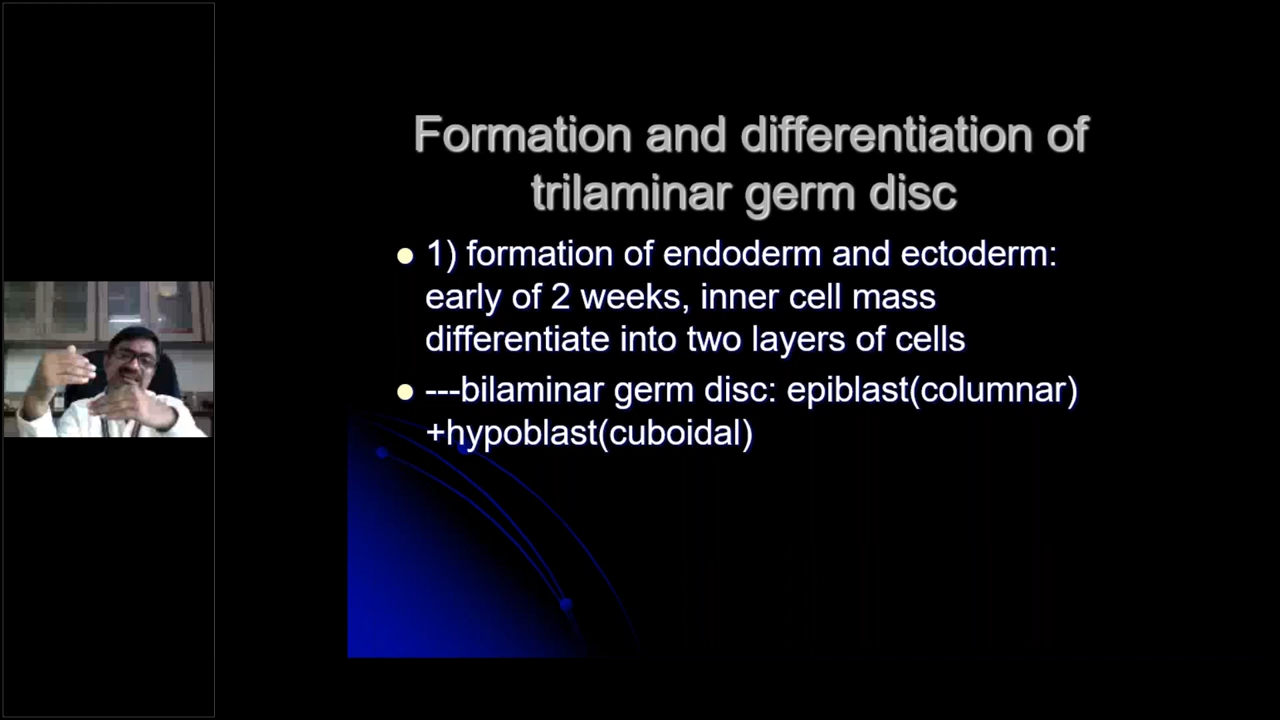 Formation and differentiation of
trilaminar germ disc
1) formation of endoderm and ectoderm:
early of 2 weeks, inner cell mass
differentiate into two layers of cells
---bilaminar germ disc: epiblast(columnar)
+hypoblast(cuboidal)